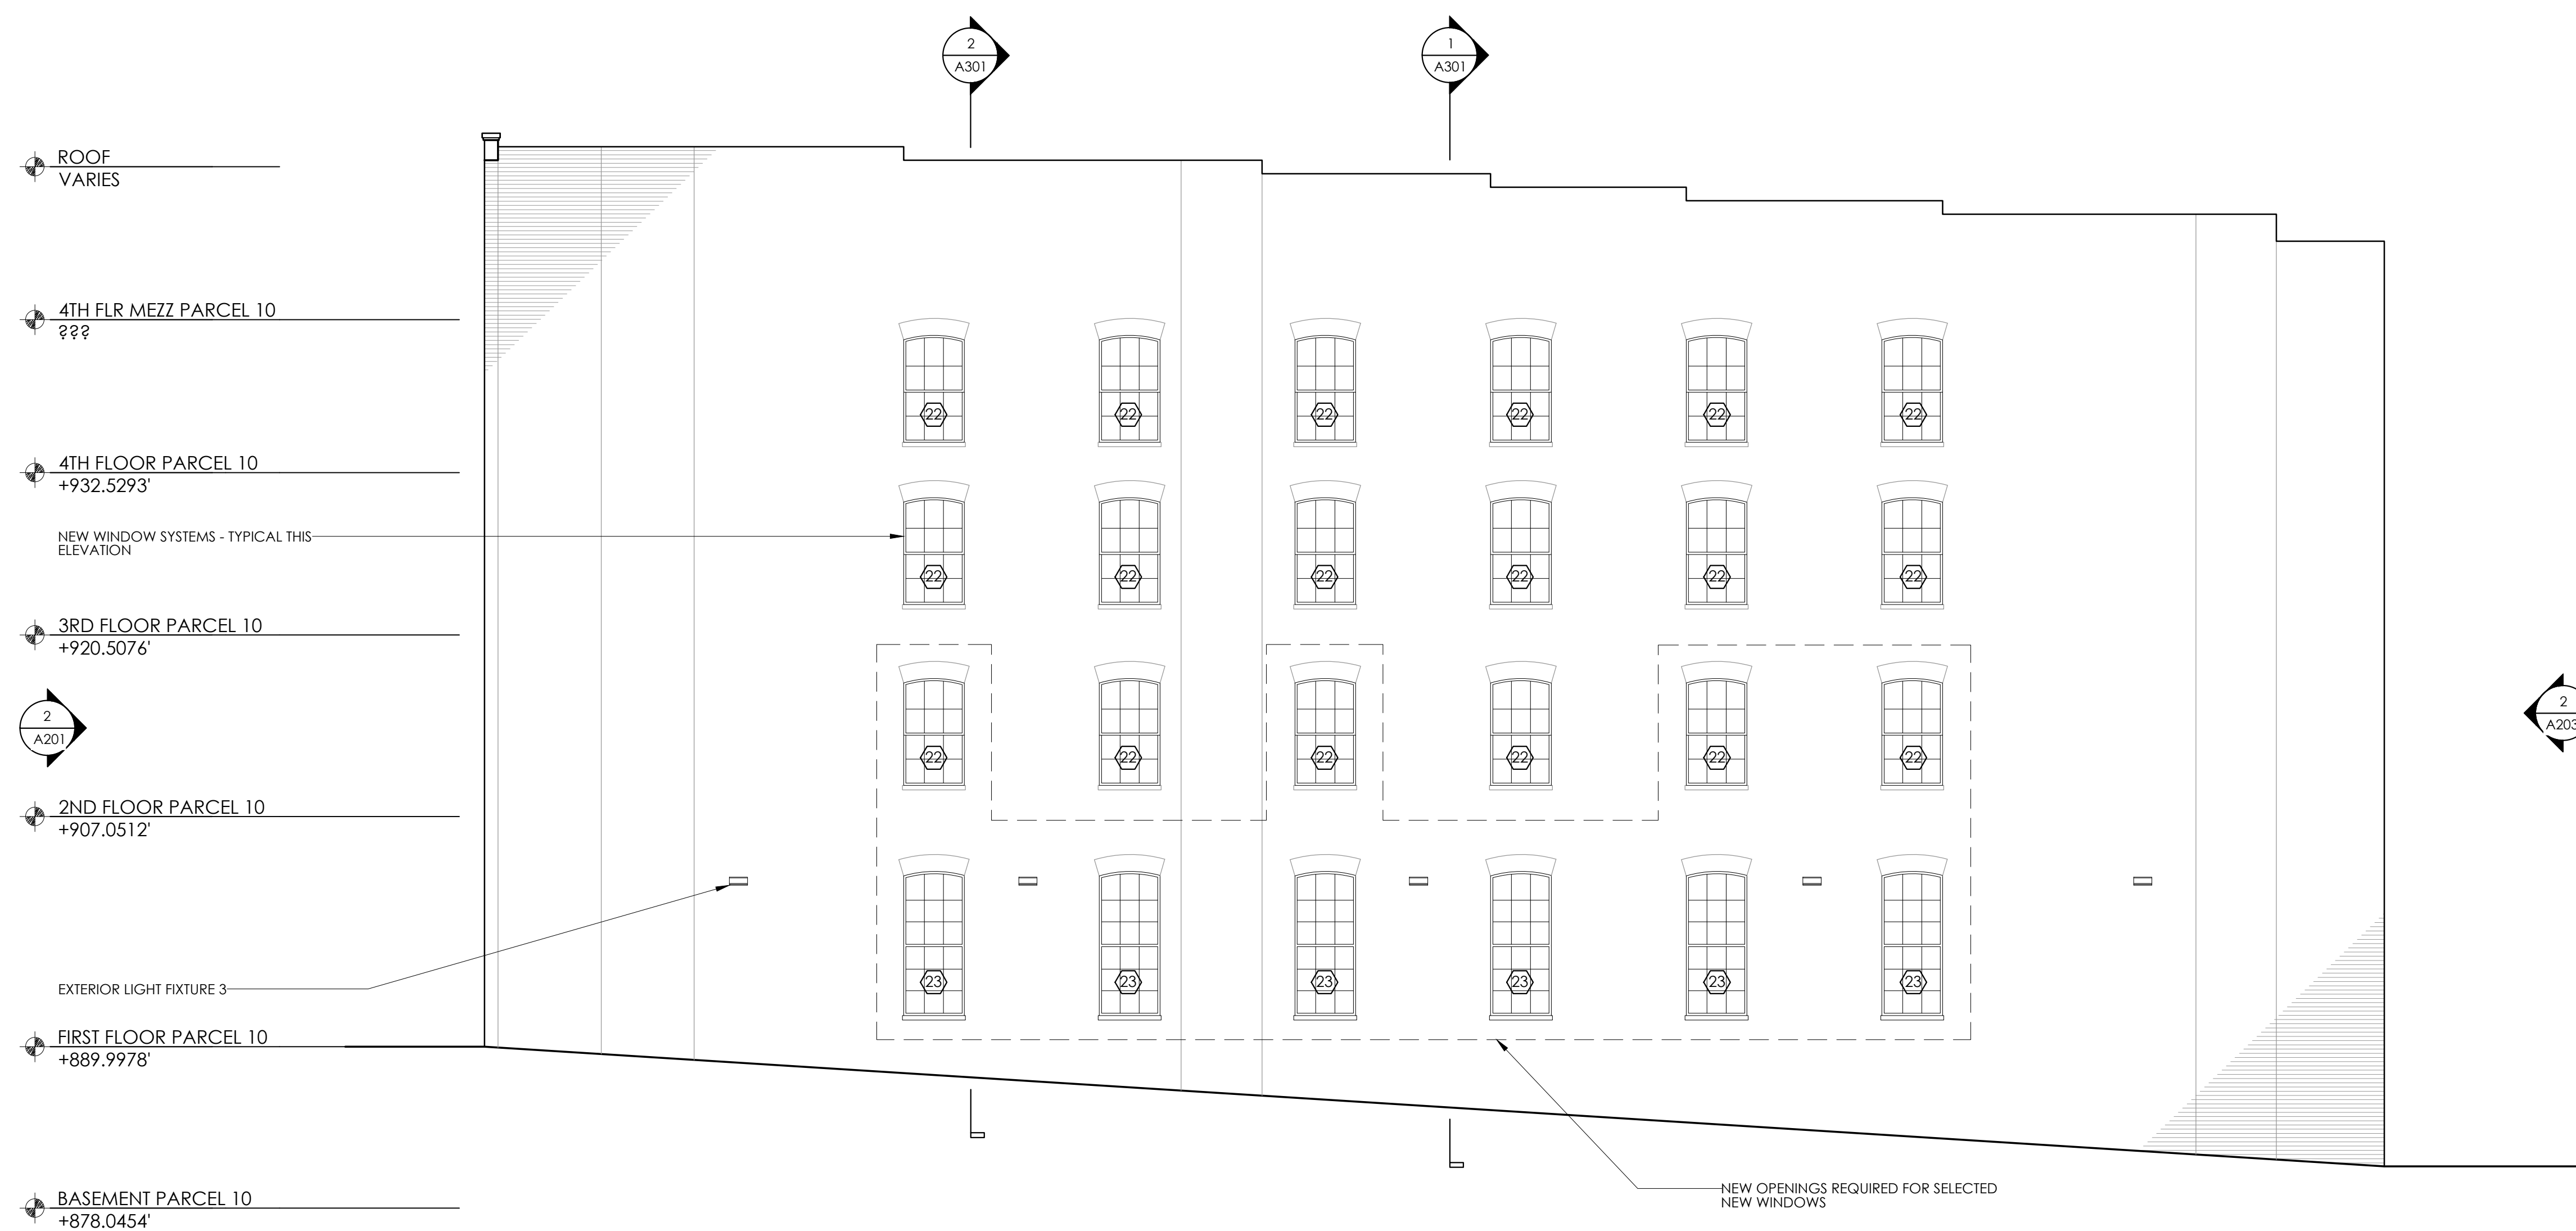 2
A301
1
A301
ROOF
VARIES
4TH FLR MEZZ PARCEL 10
???
22 22 22 22 22 22
4TH FLOOR PARCEL 10
+932.5293'
NEW WINDOW SYSTEMS - TYPICAL THIS
ELEVATION
22 22 22 22 22 22
3RD FLOOR PARCEL 10
+920.5076'
2
A201
2
A203
22 22 22 22 22 22
2ND FLOOR PARCEL 10
+907.0512'
23 23 23 23 23 23
EXTERIOR LIGHT FIXTURE 3
FIRST FLOOR PARCEL 10
+889.9978'
NEW OPENINGS REQUIRED FOR SELECTED
NEW WINDOWS
BASEMENT PARCEL 10
+878.0454'